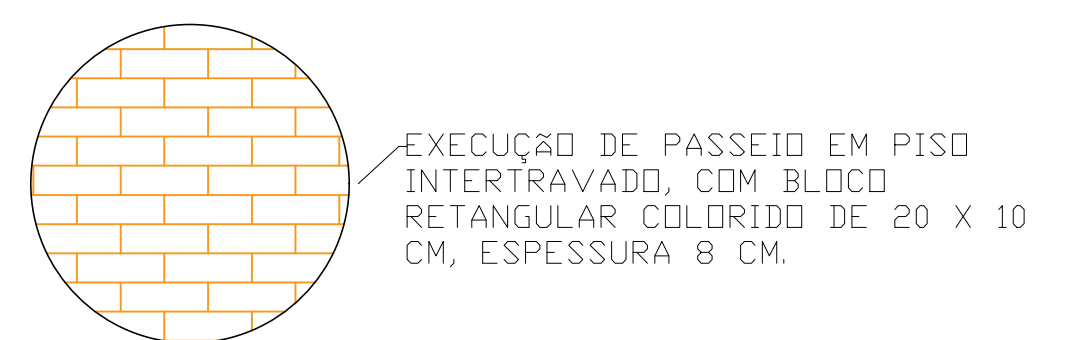 EXECUÇÃO DE PASSEIO EM PISO
INTERTRAVADO, COM BLOCO
RETANGULAR COLORIDO DE 20 X 10
CM, ESPESSURA 8 CM.